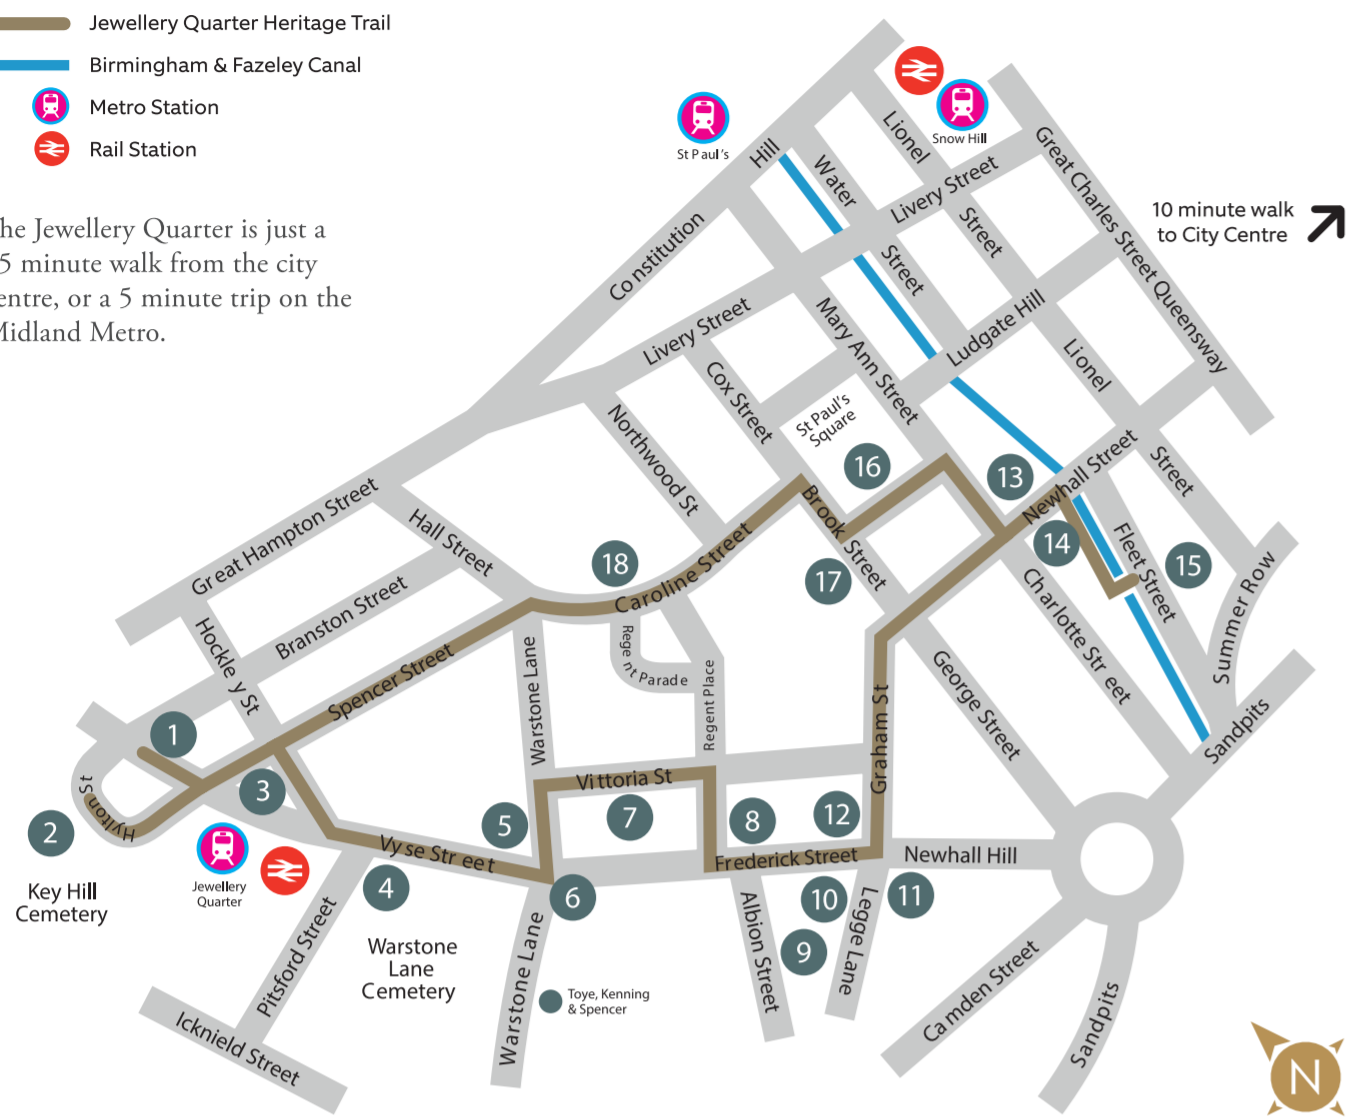 Jewellery Quarter Heritage Trail
Birmingham & Fazeley Canal
Metro Station
Rail Station
he Jewellery Quarter is just a
5 minute walk from the city
entre, or a 5 minute trip on the
Midland Metro.
St Paul's
Snow Hill
10 minute walk
to City Centre
Constitution
Hill
Water
Street
Lionel
Street
Lionel
Street
Livery Street
Livery Street
Great Charles Street Queensway
Ludgate Hill
Mary Ann Street
Cox Street
St Paul's
Square
Northwood St
Newhall Street
Great Hampton Street
Hall Street
Branston Street
Hockley St
Spencer Street
Caroline Street
Brook Street
Fleet Street
Charlotte Street
Summer Row
Sandpits
George Street
Graham St
Regent Parade
Regent Place
Warstone Lane
Vittoria St
Hylton St
Vyse Street
Frederick Street
Newhall Hill
Albion Street
Legge Lane
Pitsford Street
Icknield Street
Warstone Lane
Camden Street
Sandpits
Key Hill
Cemetery
Jewellery
Quarter
Warstone
Lane
Cemetery
Toye, Kenning
& Spencer
1
2
3
4
5
6
7
8
9
10
11
12
13
14
15
16
17
18
N